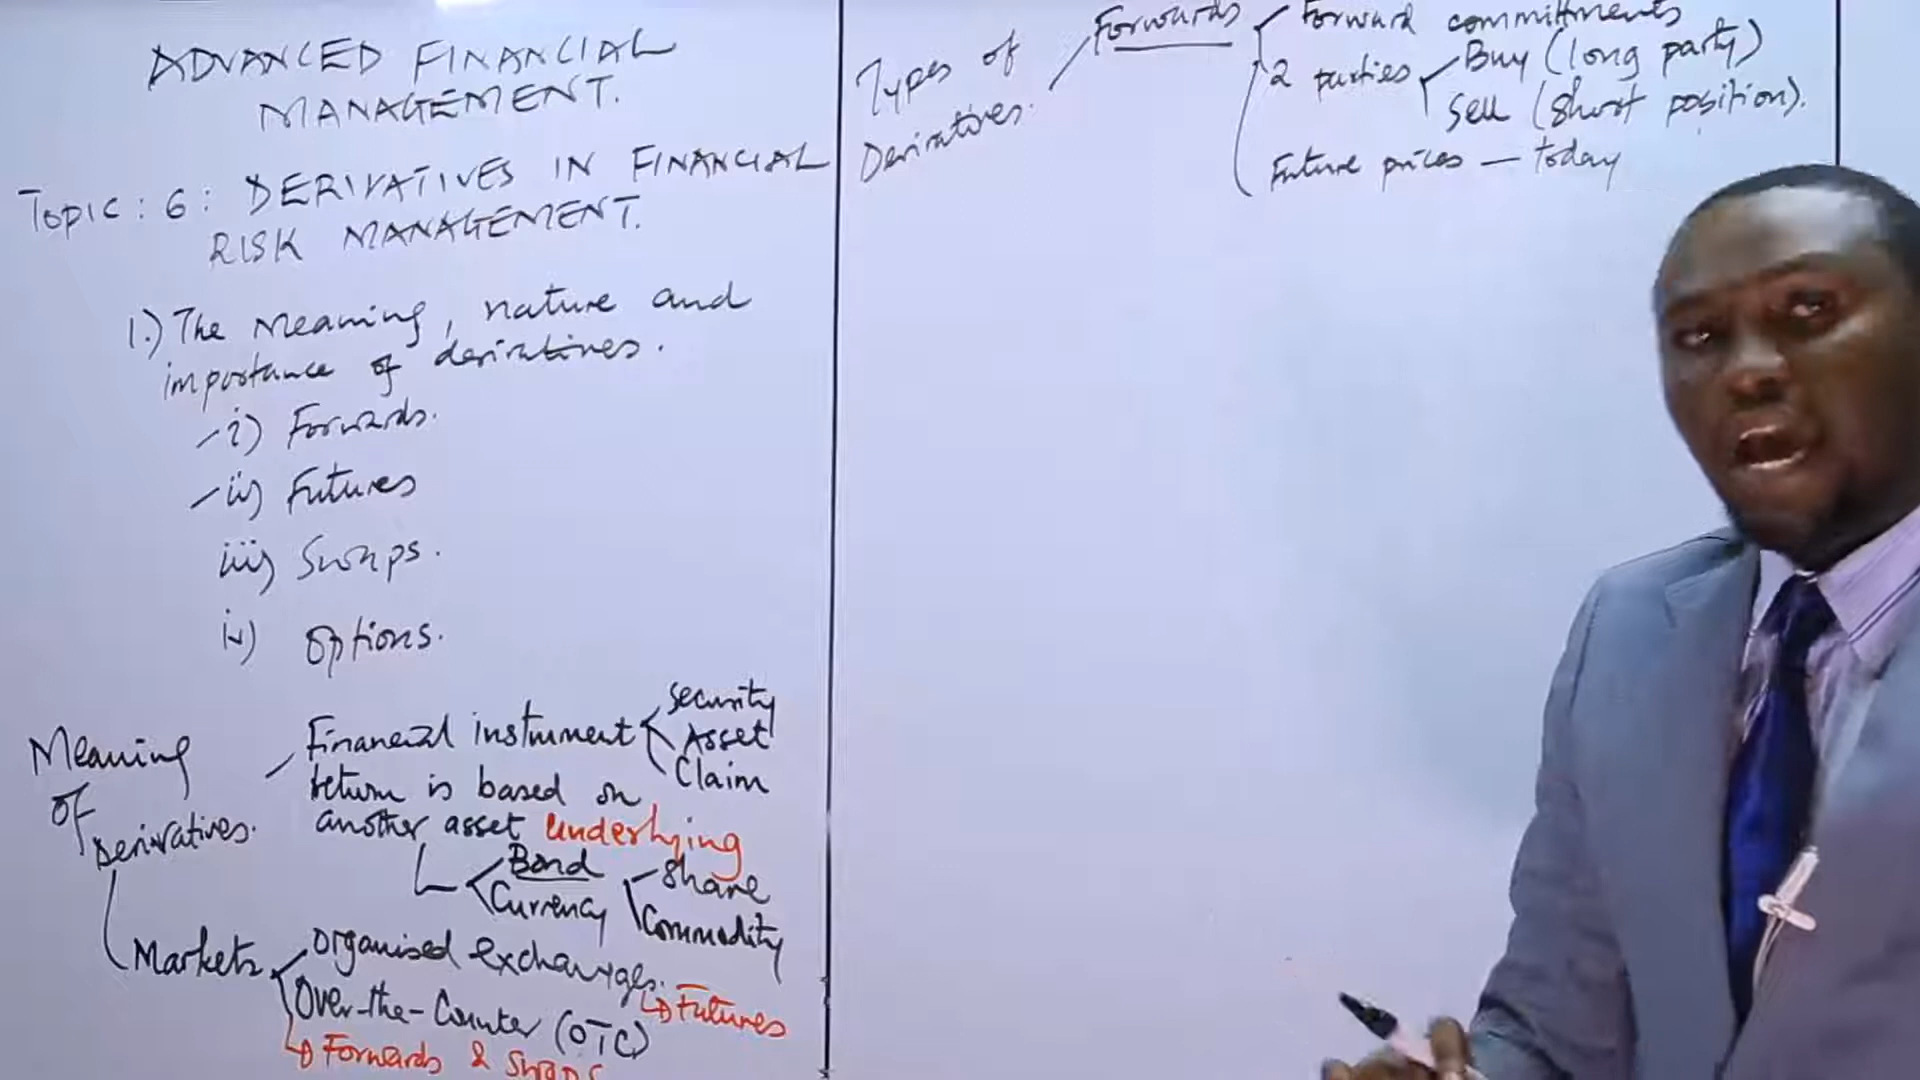 ADVANCED FINANCIAL
MANAGEMENT.
TOPIC: 6: DERIVATIVES IN FINANCIAL
RISK MANAGEMENT.
1.) The Meaning, nature and
importance of derivatives.
i) Forwards.
ii) Futures
iii) Swaps.
iv) Options.
Meaning
of
Derivatives.
Financial instrument
Security
Asset
Claim
return is based on
another asset underlying
Bond
Currency
Share
Commodity
Markets
Organised exchanges.
Futures
Over-the-Counter (OTC)
Forwards & Swaps
Types of
Derivatives.
Forwards
Forward committments
2 parties
Buy (long party)
Sell (short position).
Future prices — today